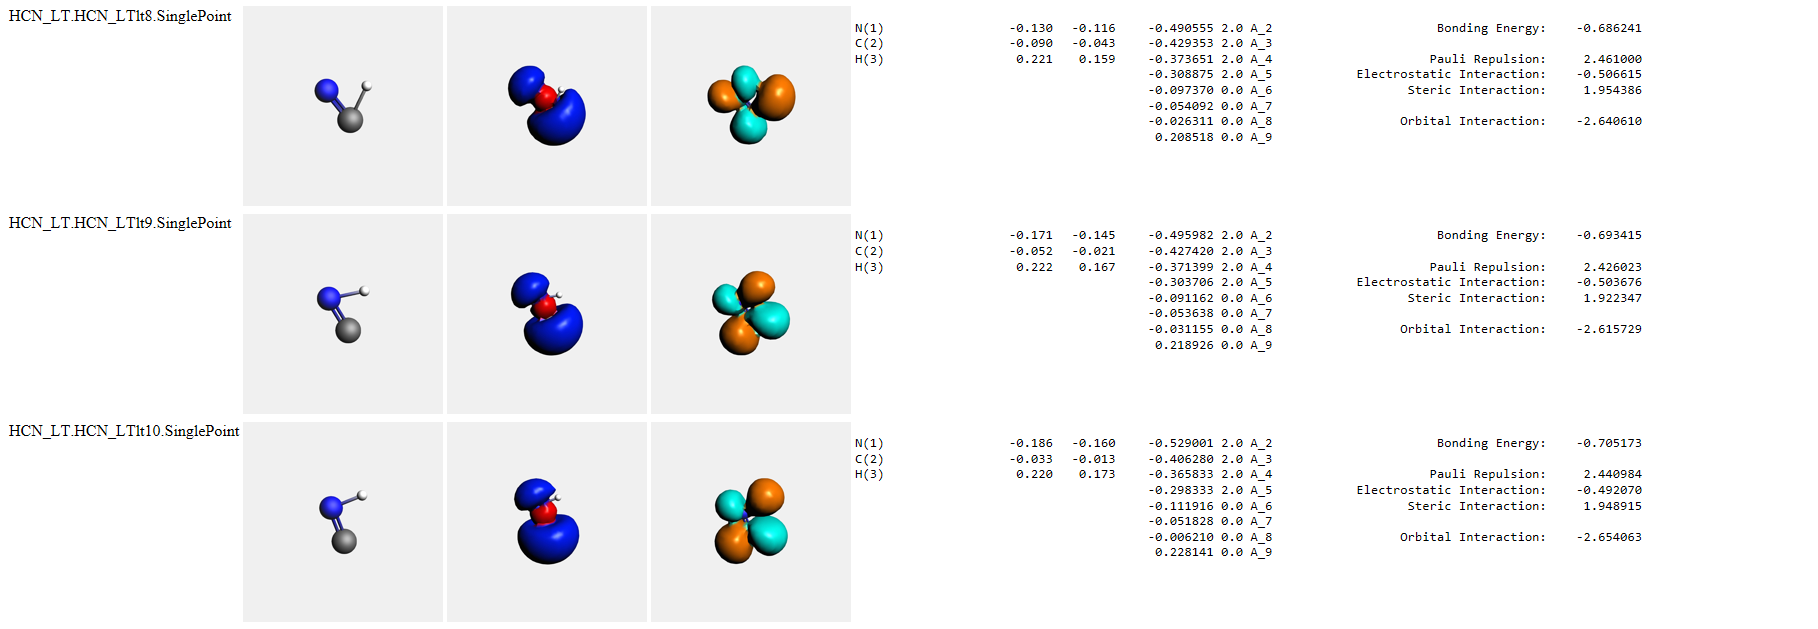 HCN_LT.HCN_LTlt8.SinglePoint
N(1) -0.130 -0.116 -0.490555 2.0 A_2 Bonding Energy: -0.686241
C(2) -0.090 -0.043 -0.429353 2.0 A_3
H(3) 0.221 0.159 -0.373651 2.0 A_4 Pauli Repulsion: 2.461000
-0.308875 2.0 A_5 Electrostatic Interaction: -0.506615
-0.097370 0.0 A_6 Steric Interaction: 1.954386
-0.054092 0.0 A_7
-0.026311 0.0 A_8 Orbital Interaction: -2.640610
0.208518 0.0 A_9
HCN_LT.HCN_LTlt9.SinglePoint
N(1) -0.171 -0.145 -0.495982 2.0 A_2 Bonding Energy: -0.693415
C(2) -0.052 -0.021 -0.427420 2.0 A_3
H(3) 0.222 0.167 -0.371399 2.0 A_4 Pauli Repulsion: 2.426023
-0.303706 2.0 A_5 Electrostatic Interaction: -0.503676
-0.091162 0.0 A_6 Steric Interaction: 1.922347
-0.053638 0.0 A_7
-0.031155 0.0 A_8 Orbital Interaction: -2.615729
0.218926 0.0 A_9
HCN_LT.HCN_LTlt10.SinglePoint
N(1) -0.186 -0.160 -0.529001 2.0 A_2 Bonding Energy: -0.705173
C(2) -0.033 -0.013 -0.406280 2.0 A_3
H(3) 0.220 0.173 -0.365833 2.0 A_4 Pauli Repulsion: 2.440984
-0.298333 2.0 A_5 Electrostatic Interaction: -0.492070
-0.111916 0.0 A_6 Steric Interaction: 1.948915
-0.051828 0.0 A_7
-0.006210 0.0 A_8 Orbital Interaction: -2.654063
0.228141 0.0 A_9